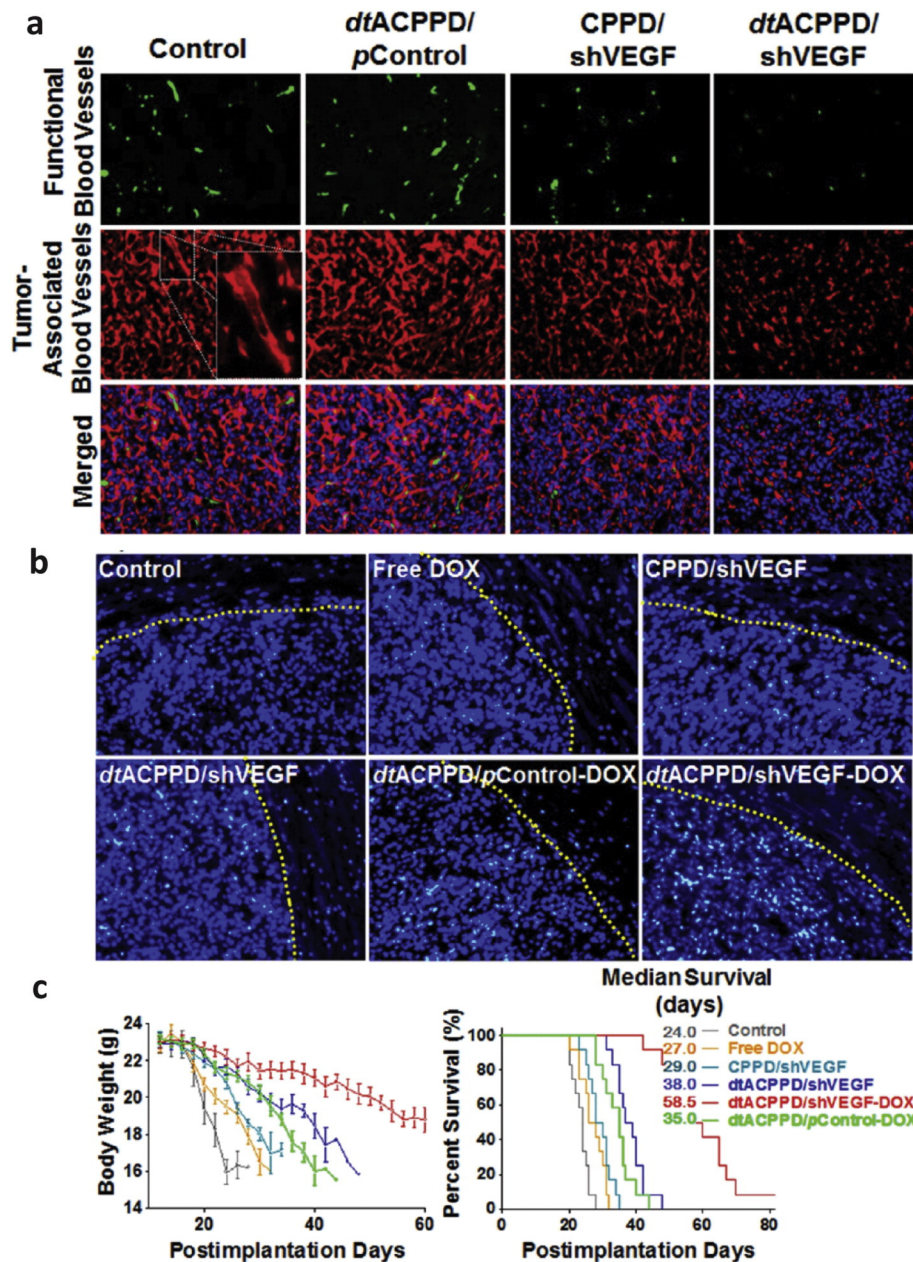 a
Control
dtACPPD/
pControl
CPPD/
shVEGF
dtACPPD/
shVEGF
Functional
Blood Vessels
Tumor-
Associated
Blood Vessels
Merged
b
Control
Free DOX
CPPD/shVEGF
dtACPPD/shVEGF
dtACPPD/pControl-DOX
dtACPPD/shVEGF-DOX
c
Body Weight (g)
24
22
20
18
16
20
40
60
Postimplantation Days
Median Survival
(days)
24.0 Control
27.0 Free DOX
29.0 CPPD/shVEGF
38.0 dtACPPD/shVEGF
58.5 dtACPPD/shVEGF-DOX
35.0 dtACPPD/pControl-DOX
Percent Survival (%)
100
80
60
40
20
0
0
20
40
60
80
Postimplantation Days